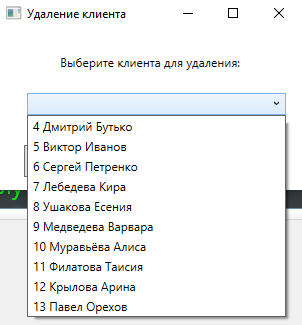 Удаление клиента
Выберите клиента для удаления:
4 Дмитрий Бутько
5 Виктор Иванов
6 Сергей Петренко
7 Лебедева Кира
8 Ушакова Есения
9 Медведева Варвара
10 Муравьёва Алиса
11 Филатова Таисия
12 Крылова Арина
13 Павел Орехов